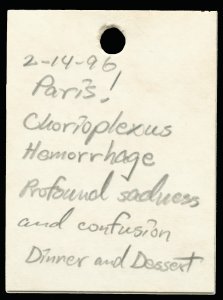 2-14-96
Paris!
Chorioplexus
Hemorrhage
Profound sadness
and confusion
Dinner and Dessert